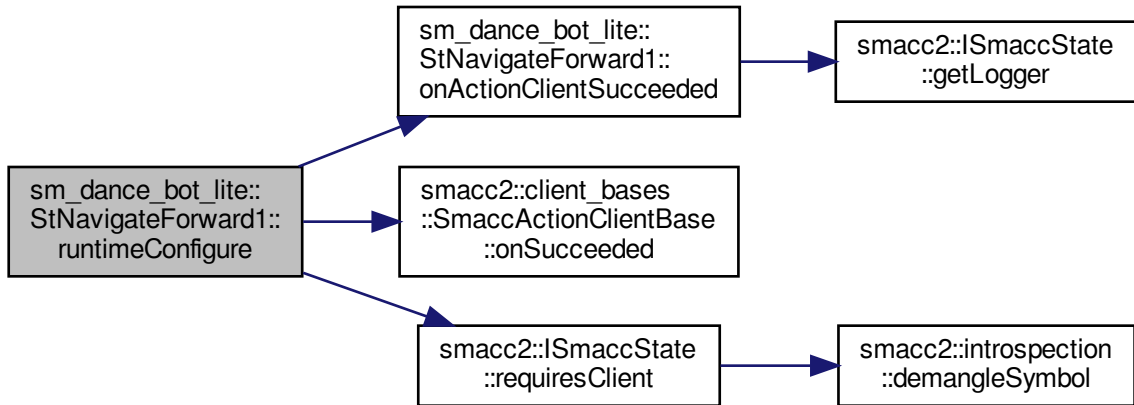 sm_dance_bot_lite::
StNavigateForward1::
runtimeConfigure
sm_dance_bot_lite::
StNavigateForward1::
onActionClientSucceeded
smacc2::ISmaccState
::getLogger
smacc2::client_bases
::SmaccActionClientBase
::onSucceeded
smacc2::ISmaccState
::requiresClient
smacc2::introspection
::demangleSymbol